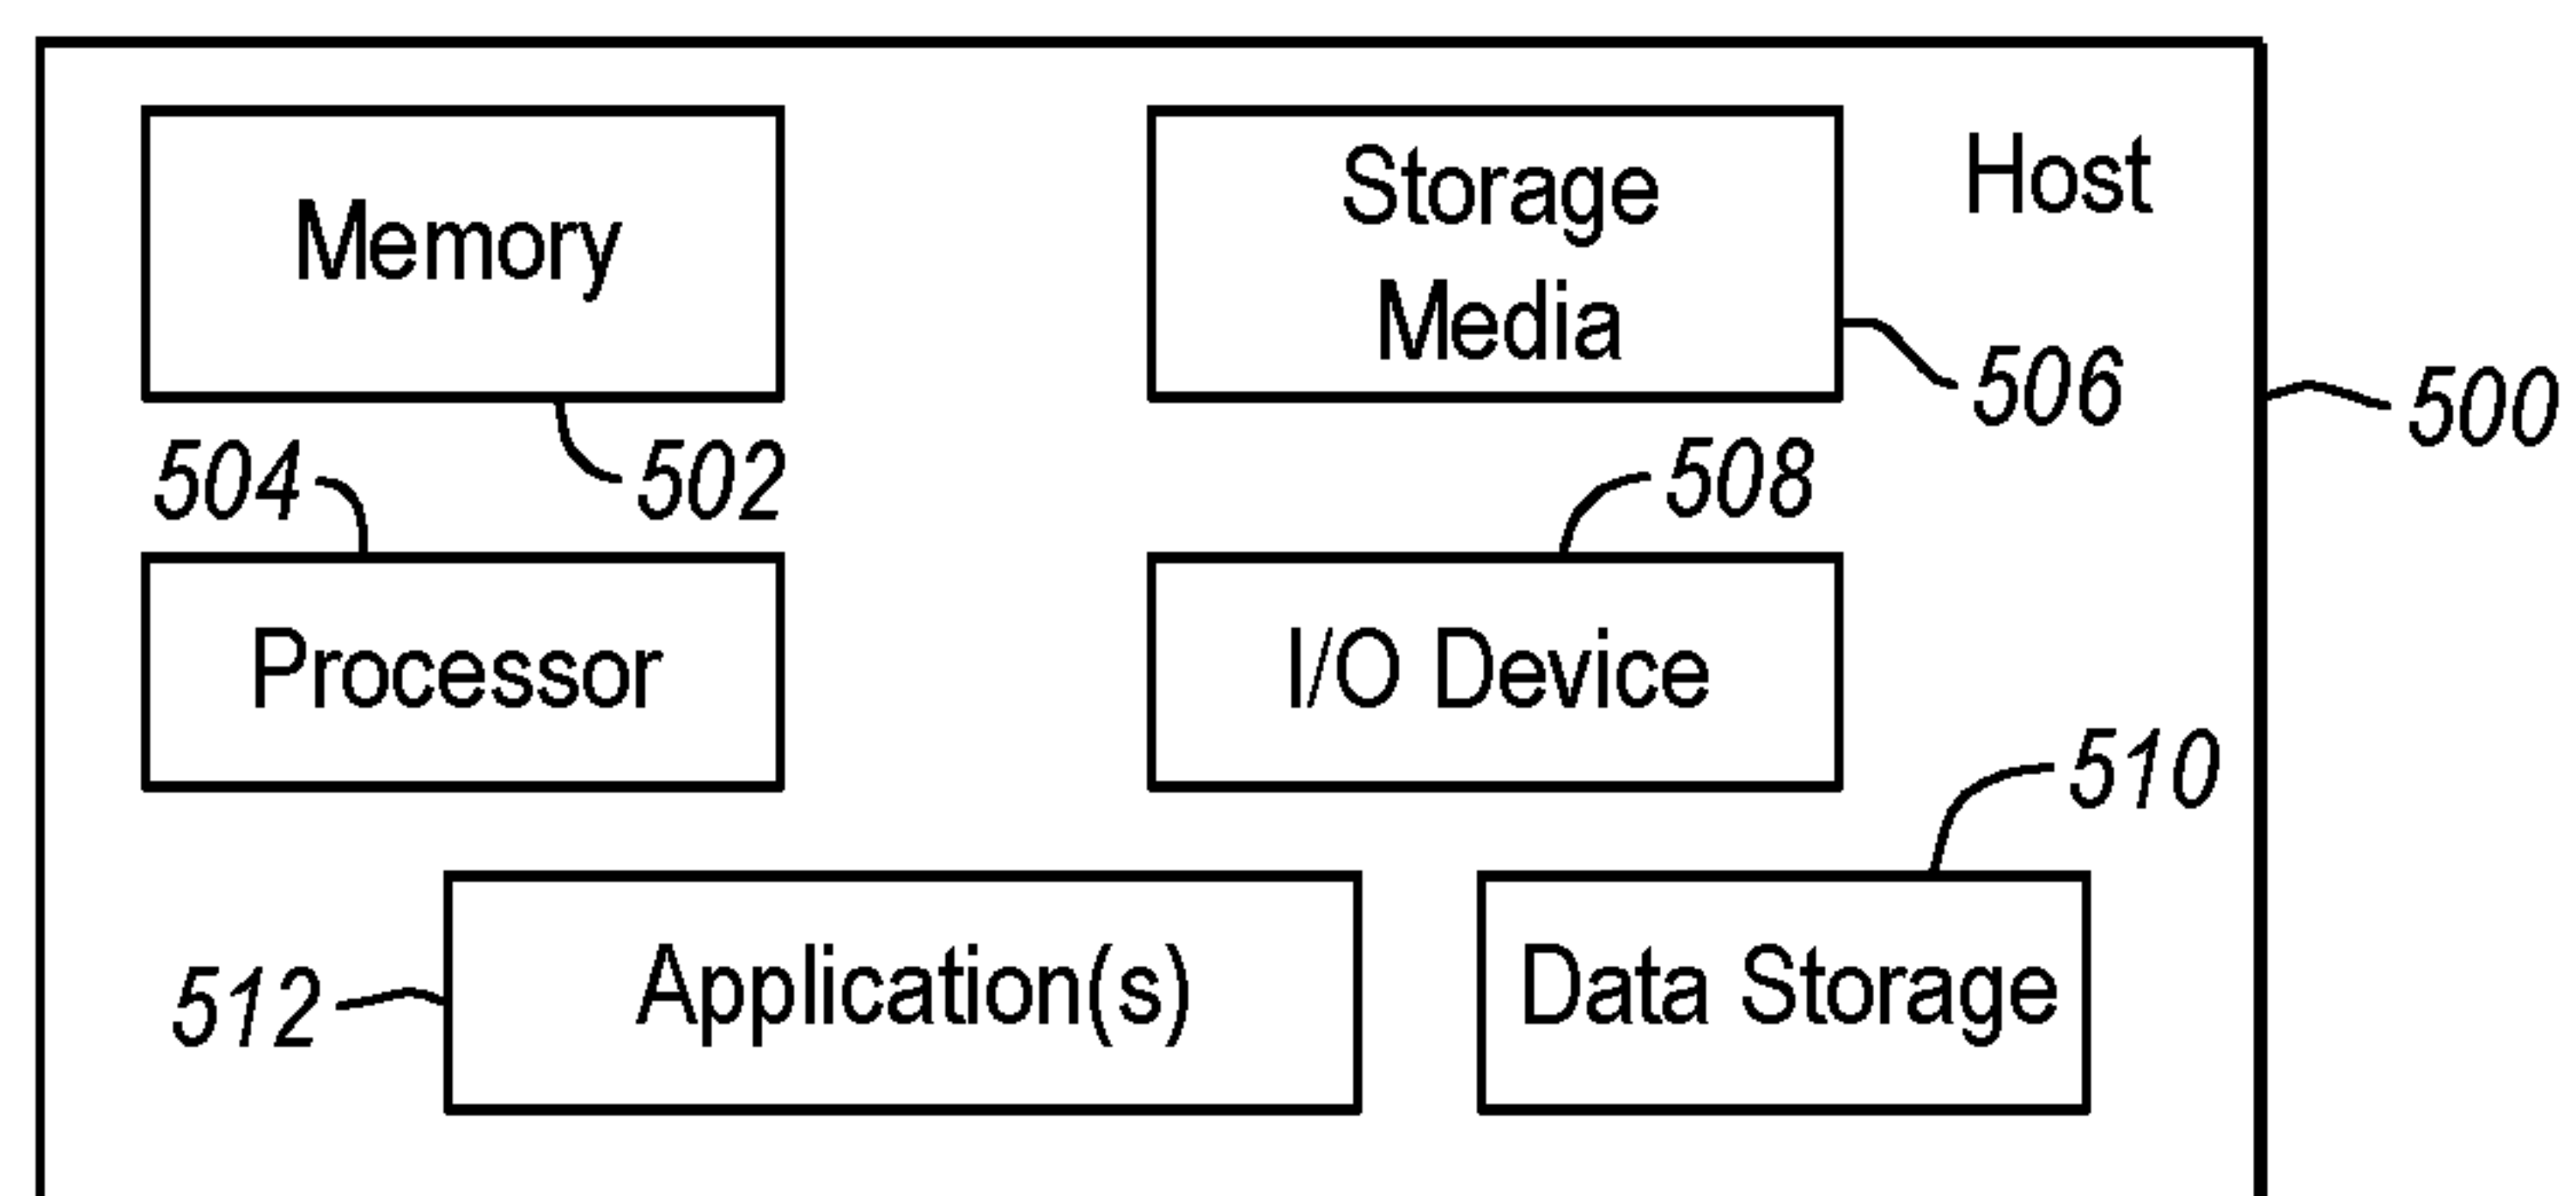 Memory
Storage
Media
Host
506
500
504
502
508
Processor
I/O Device
510
512
Application(s)
Data Storage